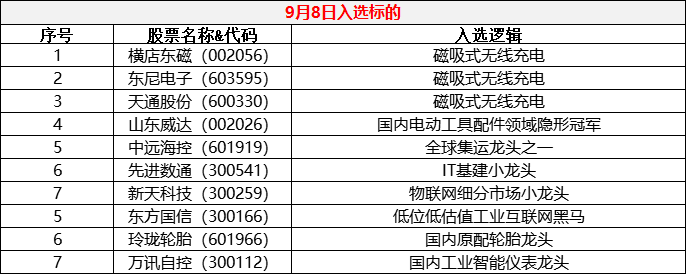 9月8日入选标的
序号 股票名称&代码 入选逻辑
1 横店东磁（002056） 磁吸式无线充电
2 东尼电子（603595） 磁吸式无线充电
3 天通股份（600330） 磁吸式无线充电
4 山东威达（002026） 国内电动工具配件领域隐形冠军
5 中远海控（601919） 全球集运龙头之一
6 先进数通（300541） IT基建小龙头
7 新天科技（300259） 物联网细分市场小龙头
5 东方国信（300166） 低位低估值工业互联网黑马
6 玲珑轮胎（601966） 国内原配轮胎龙头
7 万讯自控（300112） 国内工业智能仪表龙头